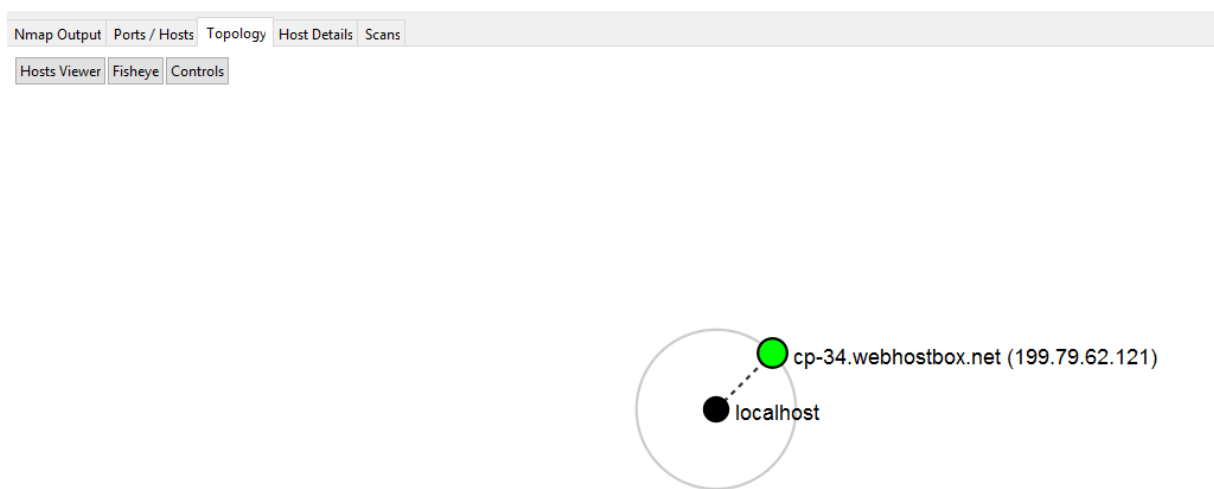 Nmap Output Ports / Hosts Topology Host Details Scans
Hosts Viewer Fisheye Controls
cp-34.webhostbox.net (199.79.62.121)
localhost